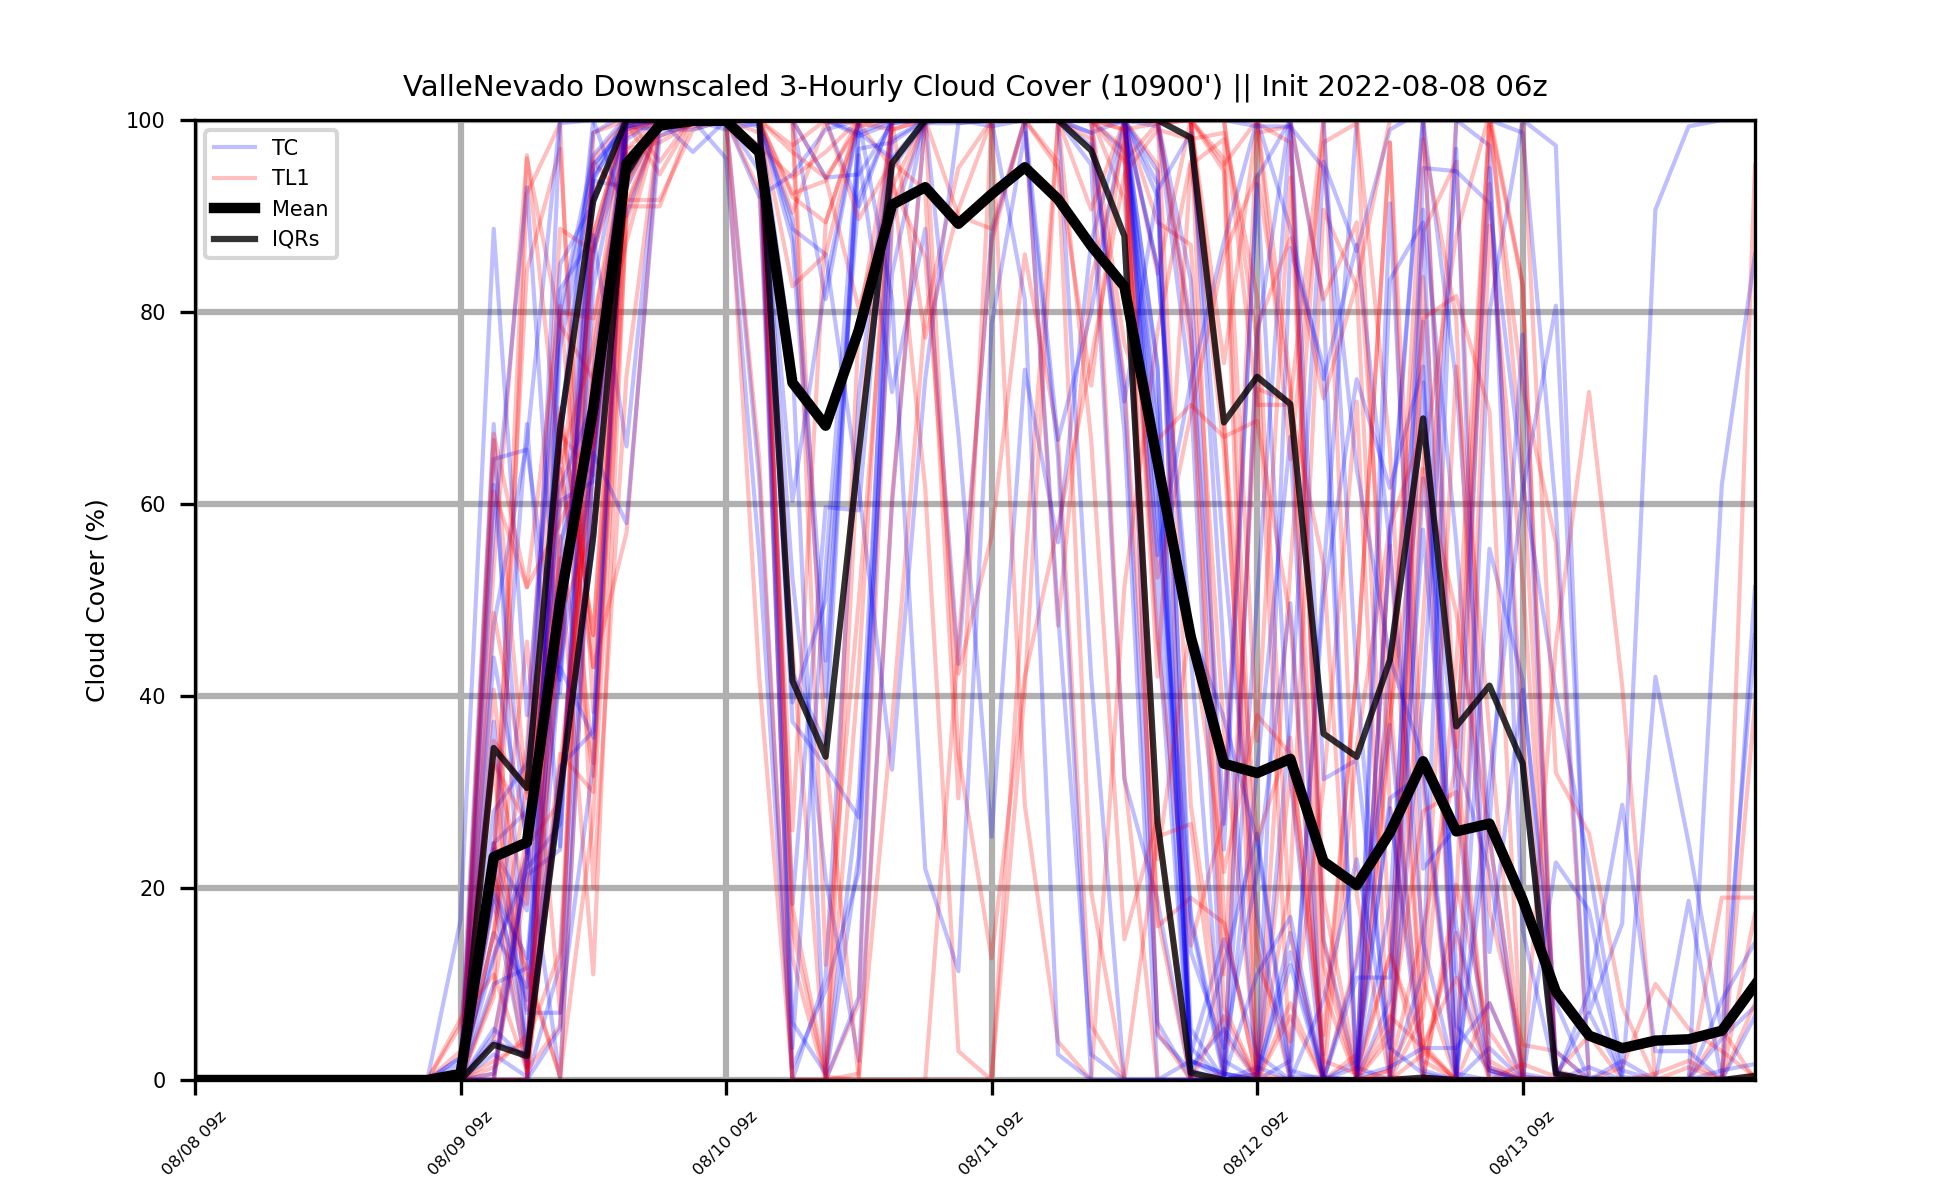 ValleNevado Downscaled 3-Hourly Cloud Cover (10900') || Init 2022-08-08 06z
TC
TL1
Mean
IQRs
Cloud Cover (%)
100
80
60
40
20
0
08/08 09z
08/09 09z
08/10 09z
08/11 09z
08/12 09z
08/13 09z